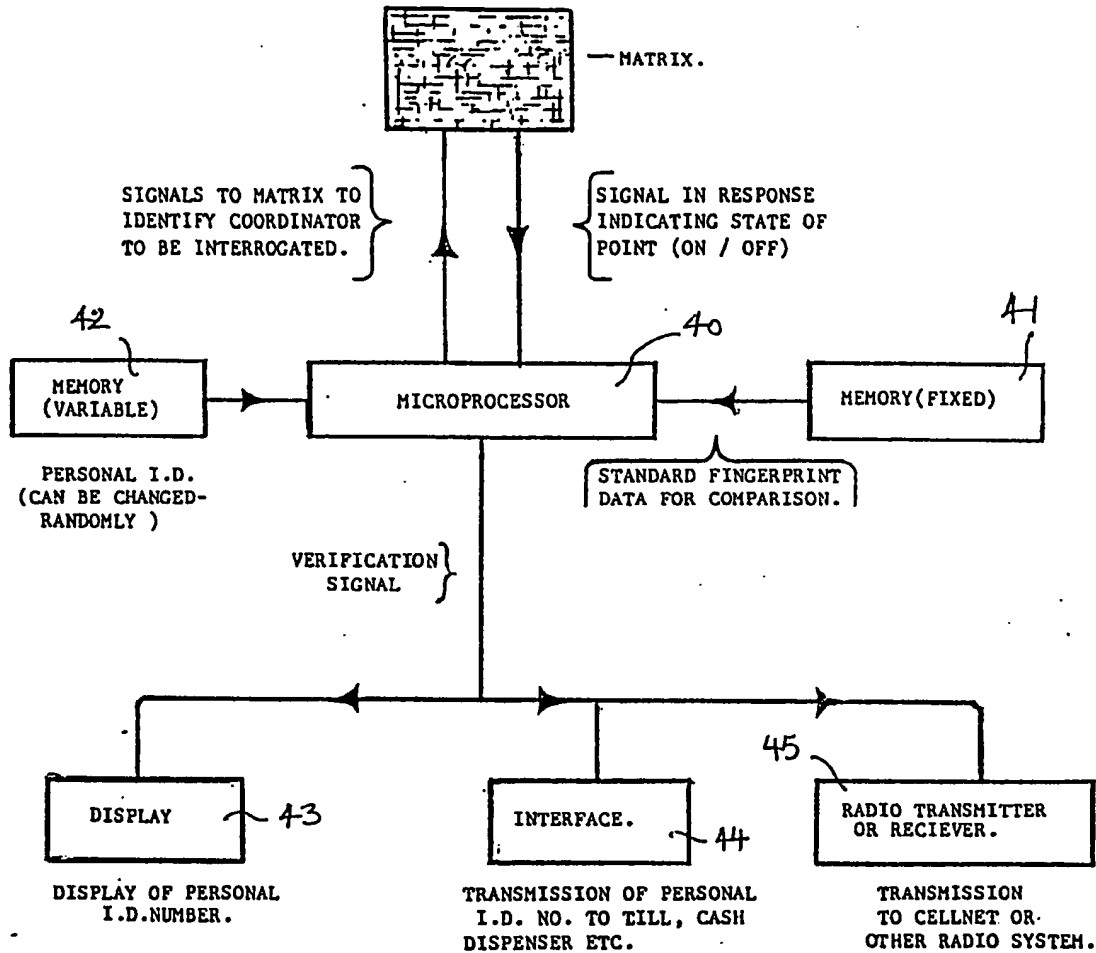 MATRIX.
SIGNALS TO MATRIX TO
IDENTIFY COORDINATOR
TO BE INTERROGATED.
SIGNAL IN RESPONSE
INDICATING STATE OF
POINT (ON / OFF)
42
40
41
MEMORY
(VARIABLE)
MICROPROCESSOR
MEMORY(FIXED)
PERSONAL I.D.
(CAN BE CHANGED-
RANDOMLY )
STANDARD FINGERPRINT
DATA FOR COMPARISON.
VERIFICATION
SIGNAL
45
DISPLAY
43
INTERFACE.
44
RADIO TRANSMITTER
OR RECIEVER.
DISPLAY OF PERSONAL
I.D.NUMBER.
TRANSMISSION OF PERSONAL
I.D. NO. TO TILL, CASH
DISPENSER ETC.
TRANSMISSION
TO CELLNET OR
OTHER RADIO SYSTEM.